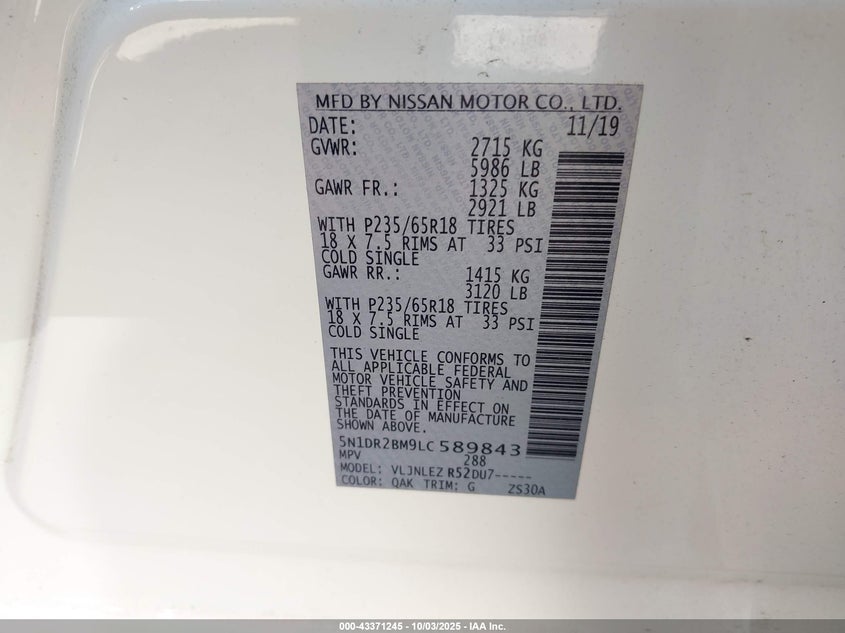 MFD BY NISSAN MOTOR CO., LTD.
DATE: 11/19
GVWR: 2715 KG
5986 LB
GAWR FR.: 1325 KG
2921 LB
WITH P235/65R18 TIRES
18 X 7.5 RIMS AT 33 PSI
COLD SINGLE
GAWR RR.: 1415 KG
3120 LB
WITH P235/65R18 TIRES
18 X 7.5 RIMS AT 33 PSI
COLD SINGLE
THIS VEHICLE CONFORMS TO
ALL APPLICABLE FEDERAL
MOTOR VEHICLE SAFETY AND
THEFT PREVENTION
STANDARDS IN EFFECT ON
THE DATE OF MANUFACTURE
SHOWN ABOVE.
5N1DR2BM9LC589843
MPV 288
MODEL: VLJNLEZ R52DU7-----
COLOR: QAK TRIM: G ZS30A
000-43371245 - 10/03/2025 - IAA Inc.